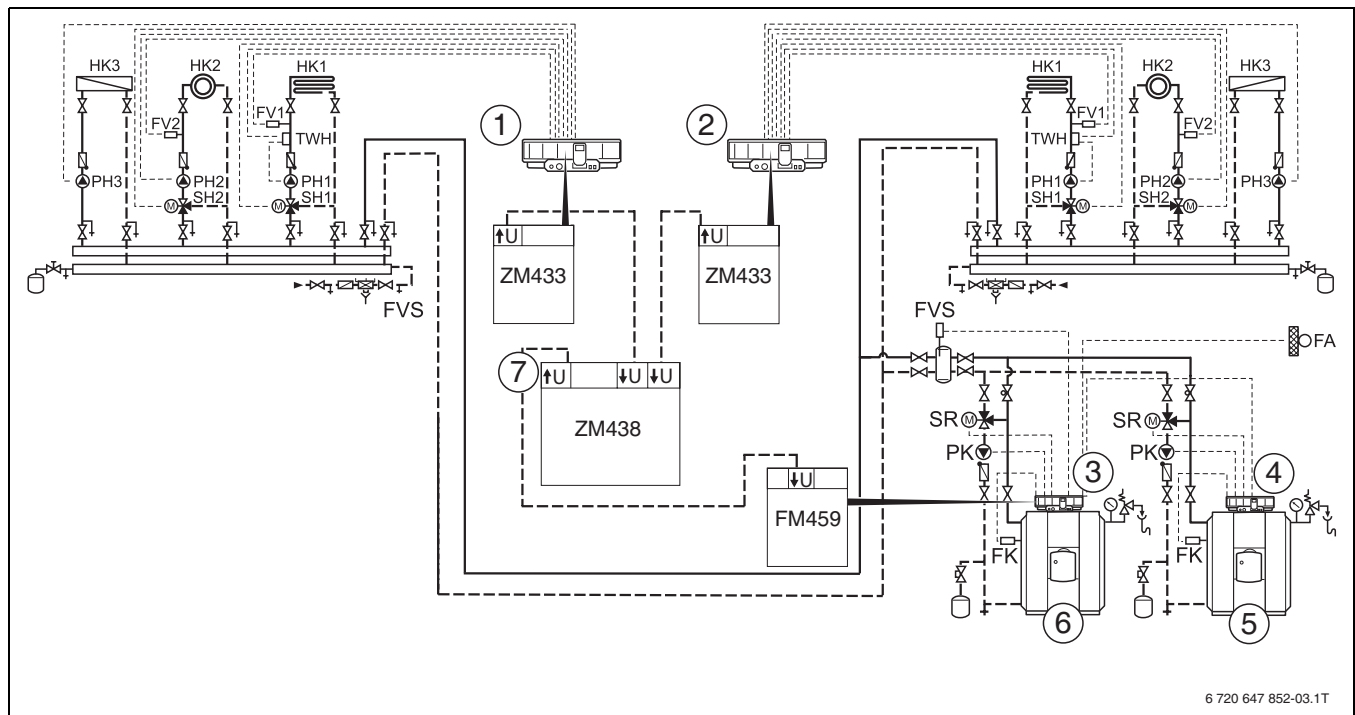 HK3 HK2 HK1 HK1 HK2 HK3
FV2 FV1 1 2 FV1 FV2
TWH TWH
PH3 PH2 PH1 PH1 PH2 PH3
SH2 SH1 SH1 SH2
M M M M
↑U ↑U
ZM433 ZM433
FVS FVS
FA
7 ↑U ↓U ↓U
ZM438
SR M SR M
PK PK
↓U 3 4
FM459
FK FK
6 5
6 720 647 852-03.1T